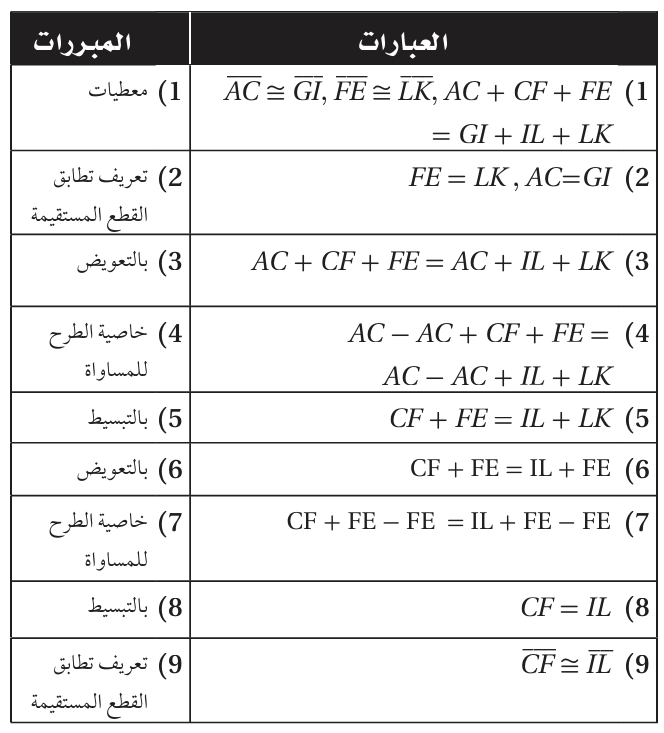 العبارات المبررات
1) $\overline{AC} \cong \overline{GI}, \overline{FE} \cong \overline{LK}, AC + CF + FE$ 1) معطيات
$= GI + IL + LK$
2) $FE = LK , AC=GI$ 2) تعريف تطابق
القطع المستقيمة
3) $AC + CF + FE = AC + IL + LK$ 3) بالتعويض
4) $AC - AC + CF + FE =$ 4) خاصية الطرح
$AC - AC + IL + LK$ للمساواة
5) $CF + FE = IL + LK$ 5) بالتبسيط
6) CF + FE = IL + FE 6) بالتعويض
7) CF + FE − FE = IL + FE − FE 7) خاصية الطرح
للمساواة
8) $CF = IL$ 8) بالتبسيط
9) $\overline{CF} \cong \overline{IL}$ 9) تعريف تطابق
القطع المستقيمة